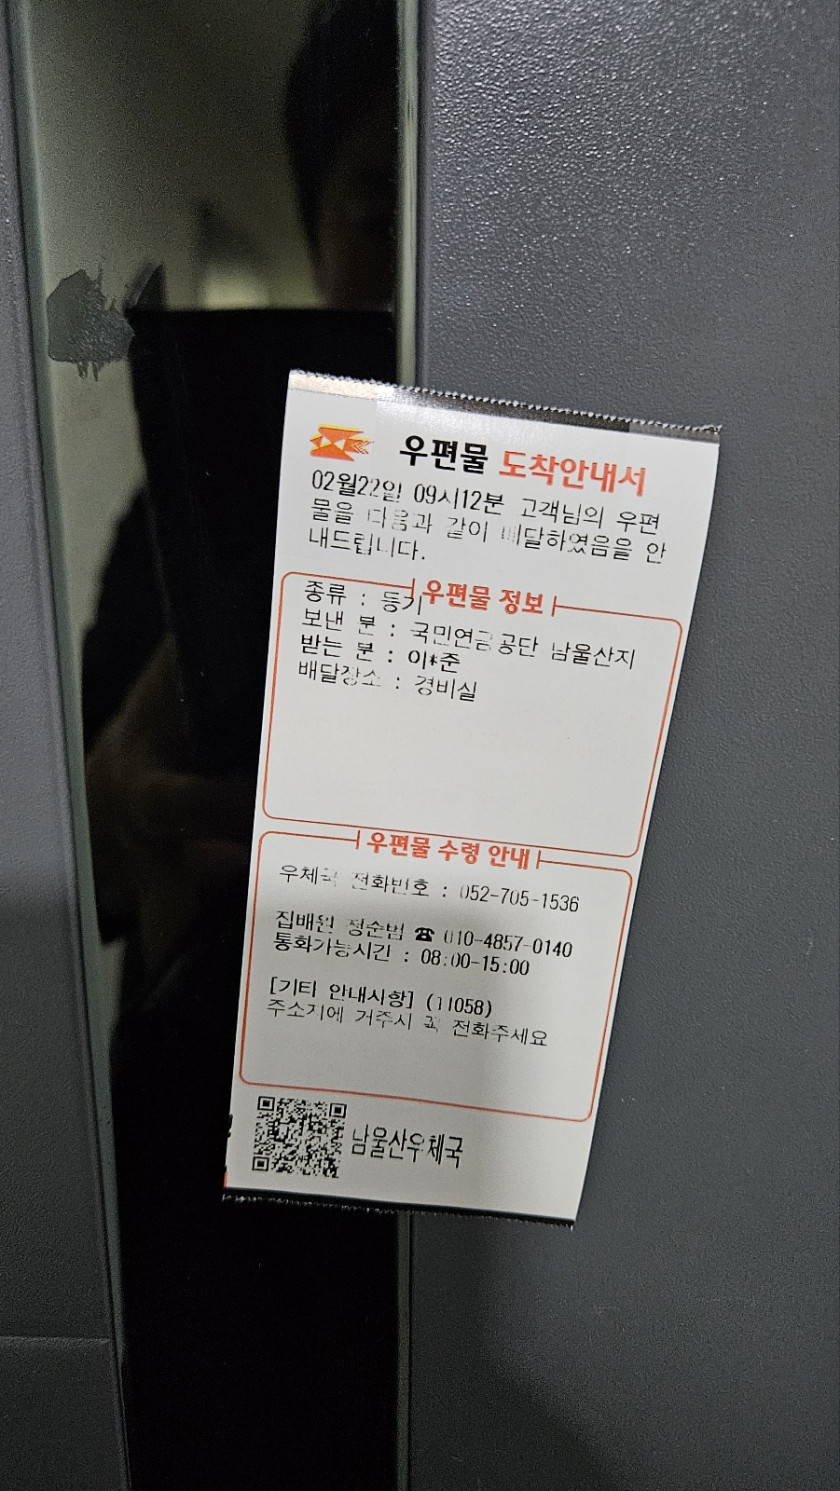 우편물 도착안내서
02월22일 09시12분 고객님의 우편
물을 다음과 같이 배달하였음을 안
내드립니다.
우편물 정보
종류 : 등기
보낸 분 : 국민연금공단 남울산지
받는 분 : 이*준
배달장소 : 경비실
우편물 수령 안내
우체국 전화번호 : 052-705-1536
집배원 정순범 ☎ 010-4857-0140
통화가능시간 : 08:00-15:00
[기타 안내사항] (11058)
주소지에 거주시 꼭 전화주세요
남울산우체국